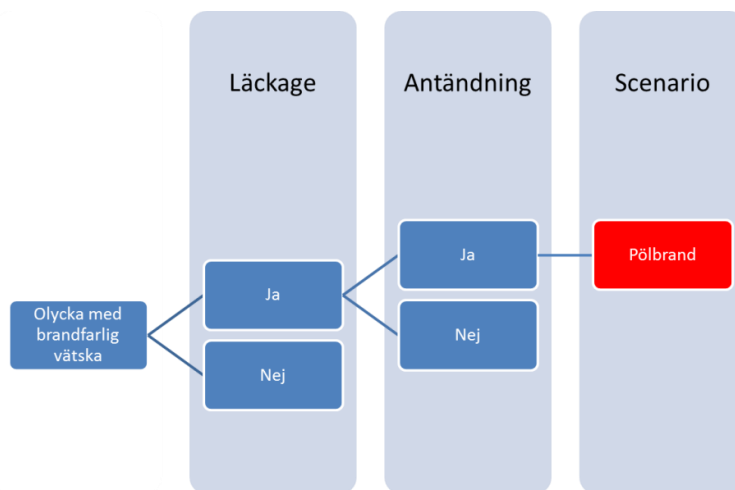 Läckage
Antändning
Scenario
Ja
Pölbrand
Ja
Olycka med
brandfarlig
vätska
Nej
Nej